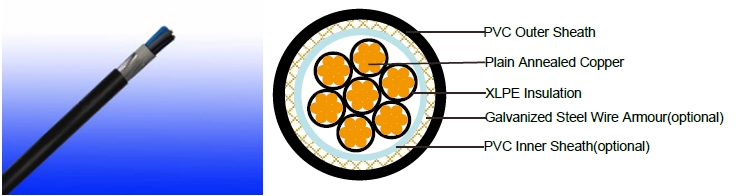 PVC Outer Sheath
Plain Annealed Copper
XLPE Insulation
Galvanized Steel Wire Armour(optional)
PVC Inner Sheath(optional)